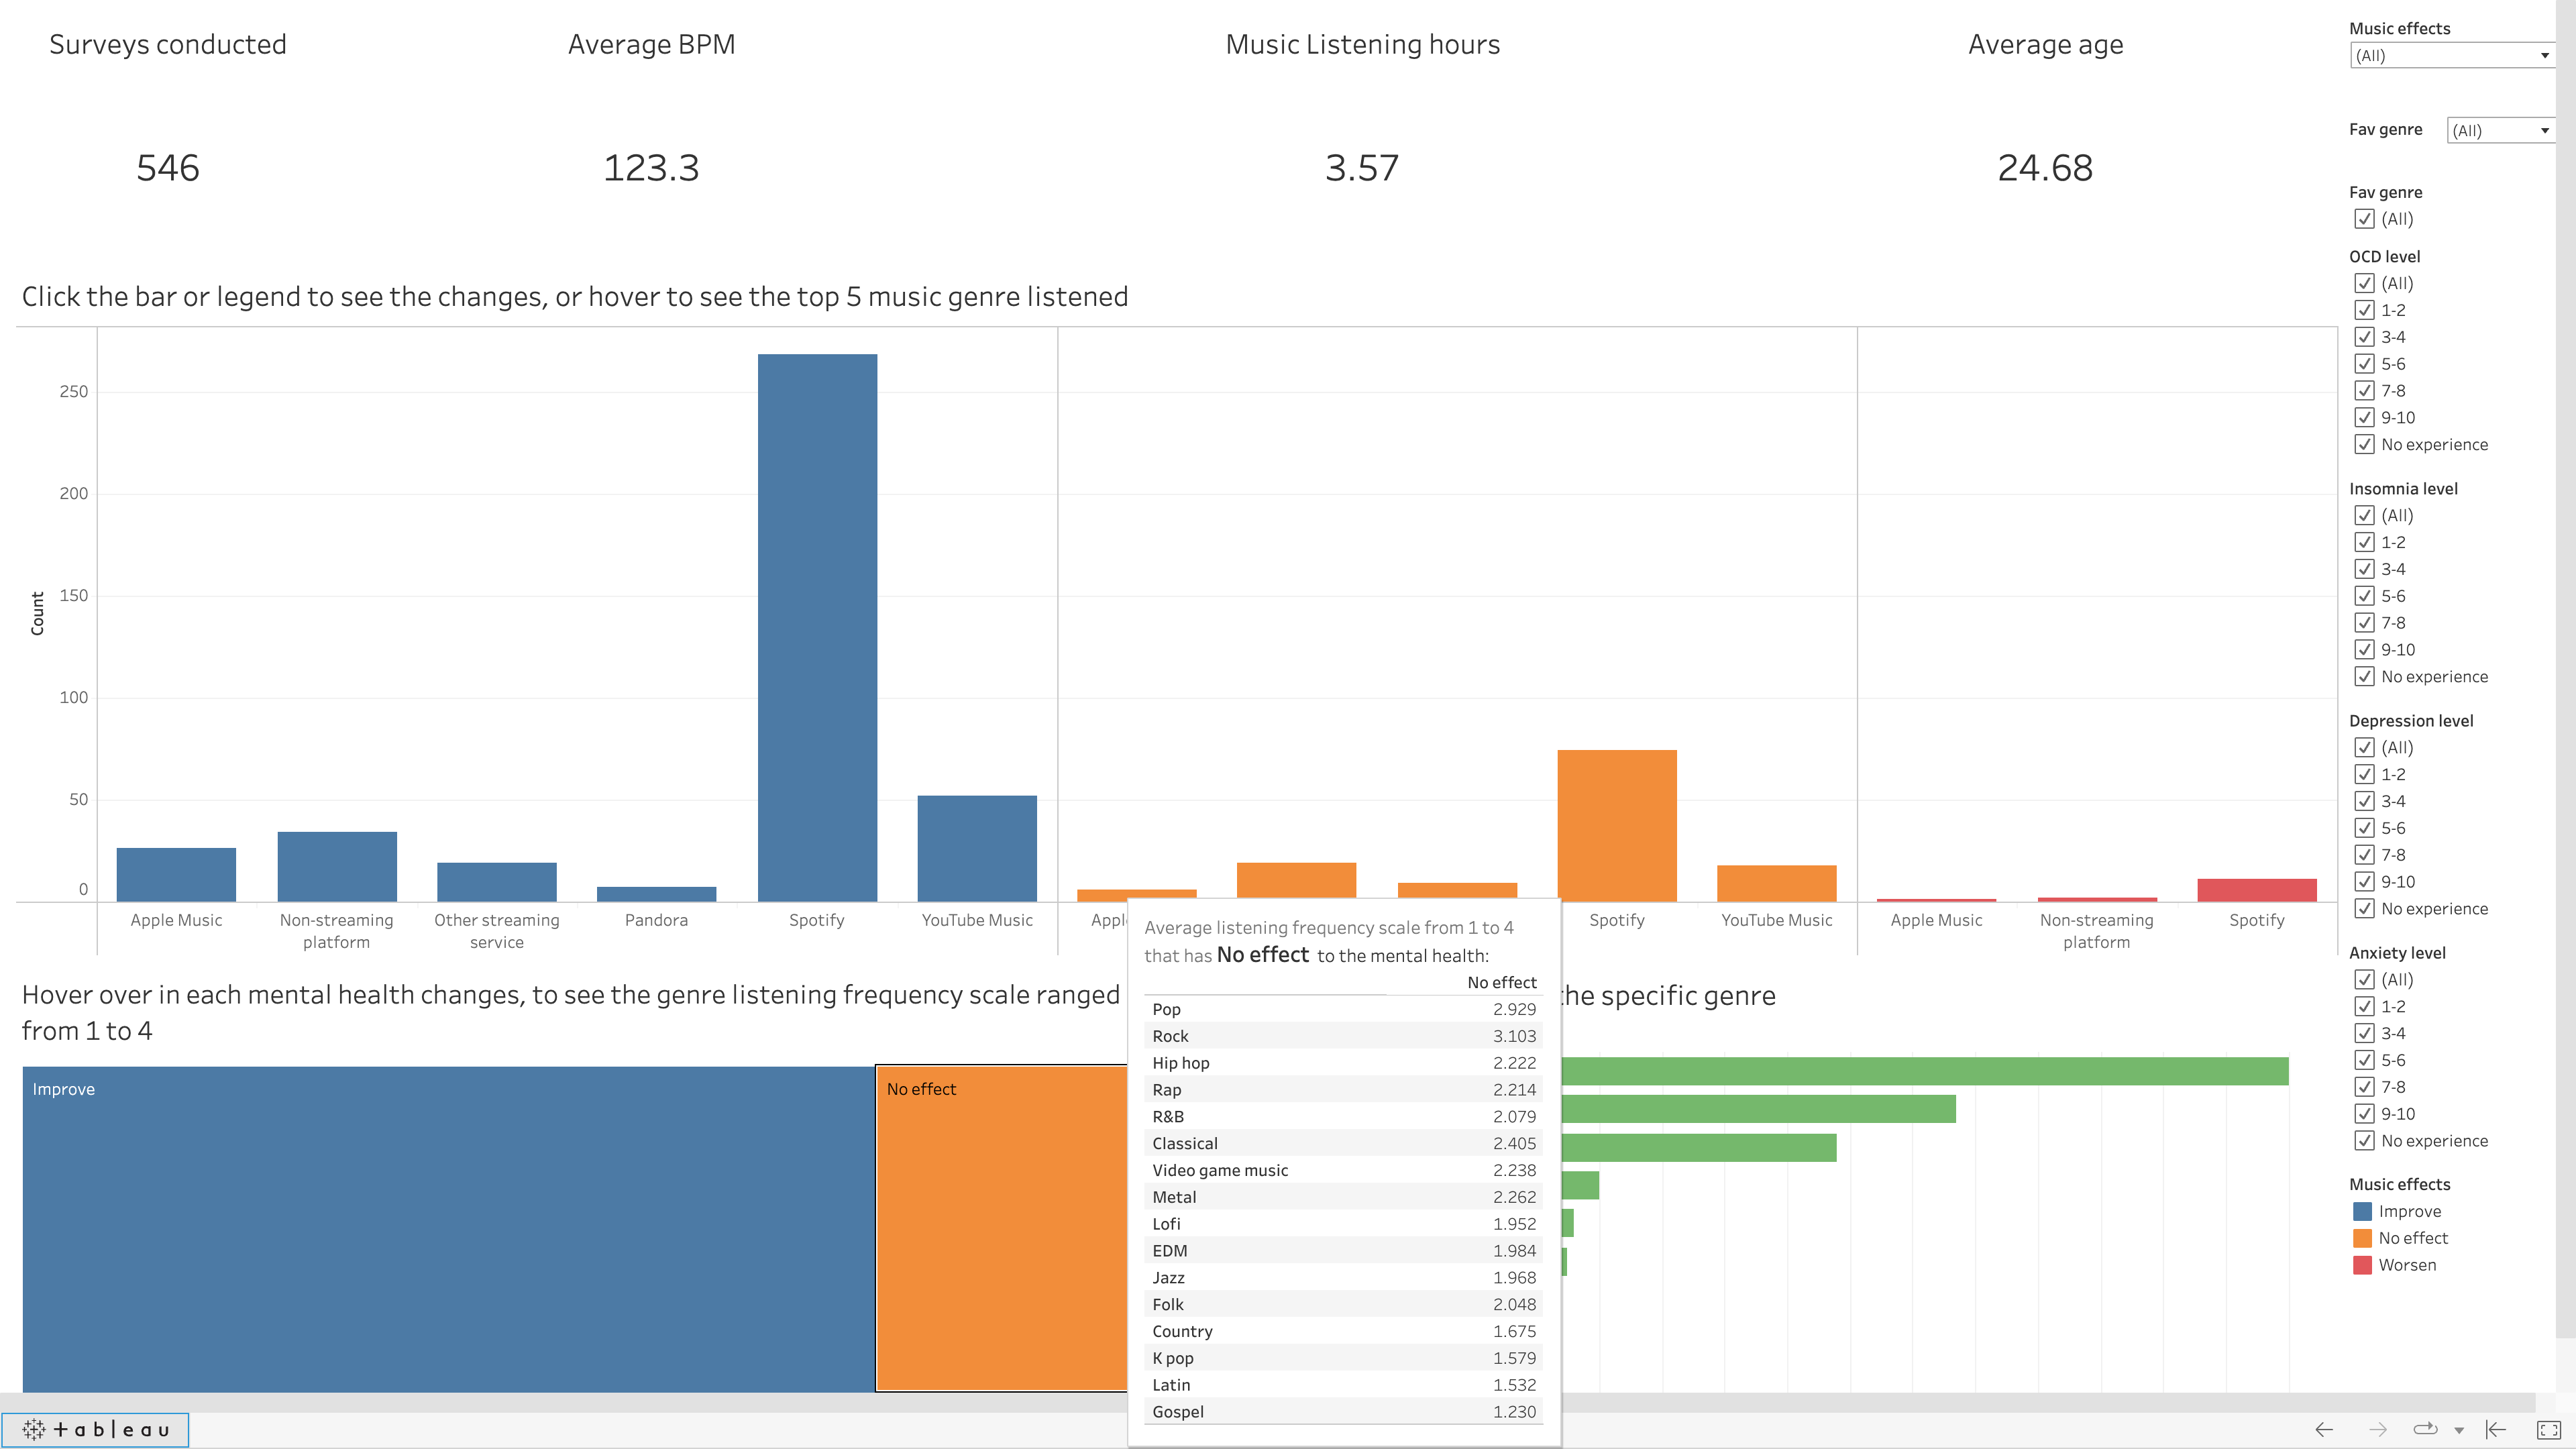 Surveys conducted
Average BPM
Music Listening hours
Average age
546
123.3
3.57
24.68
Click the bar or legend to see the changes, or hover to see the top 5 music genre listened
Count
250
200
150
100
50
0
Apple Music
Non-streaming
platform
Other streaming
service
Pandora
Spotify
YouTube Music
Spotify
YouTube Music
Apple Music
Non-streaming
platform
Spotify
Hover over in each mental health changes, to see the genre listening frequency scale ranged
from 1 to 4
the specific genre
Improve
No effect
Average listening frequency scale from 1 to 4
that has No effect to the mental health:
No effect
Pop 2.929
Rock 3.103
Hip hop 2.222
Rap 2.214
R&B 2.079
Classical 2.405
Video game music 2.238
Metal 2.262
Lofi 1.952
EDM 1.984
Jazz 1.968
Folk 2.048
Country 1.675
K pop 1.579
Latin 1.532
Gospel 1.230
Music effects
(All)
Fav genre (All)
Fav genre
(All)
OCD level
(All)
1-2
3-4
5-6
7-8
9-10
No experience
Insomnia level
(All)
1-2
3-4
5-6
7-8
9-10
No experience
Depression level
(All)
1-2
3-4
5-6
7-8
9-10
No experience
Anxiety level
(All)
1-2
3-4
5-6
7-8
9-10
No experience
Music effects
Improve
No effect
Worsen
+ a b l e a u